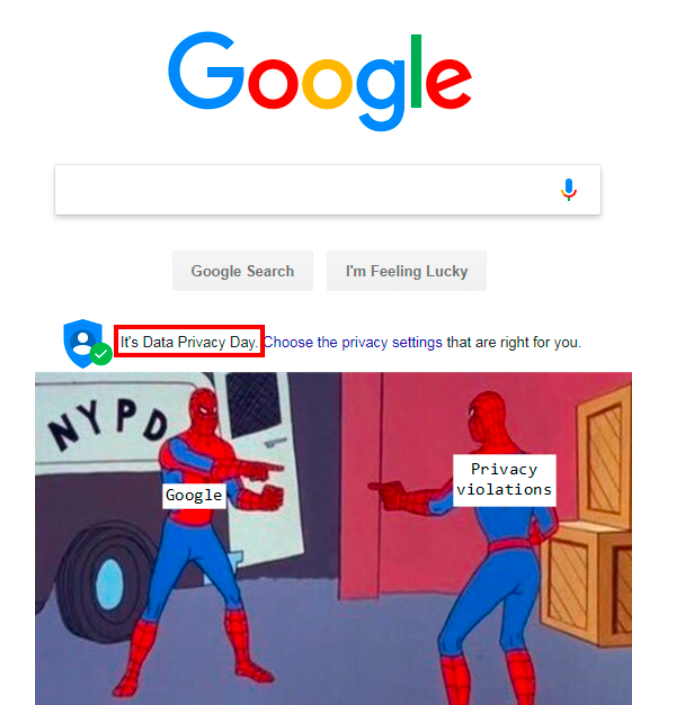 Google
Google Search
I'm Feeling Lucky
It's Data Privacy Day. Choose the privacy settings that are right for you.
NYPD
Google
Privacy
violations